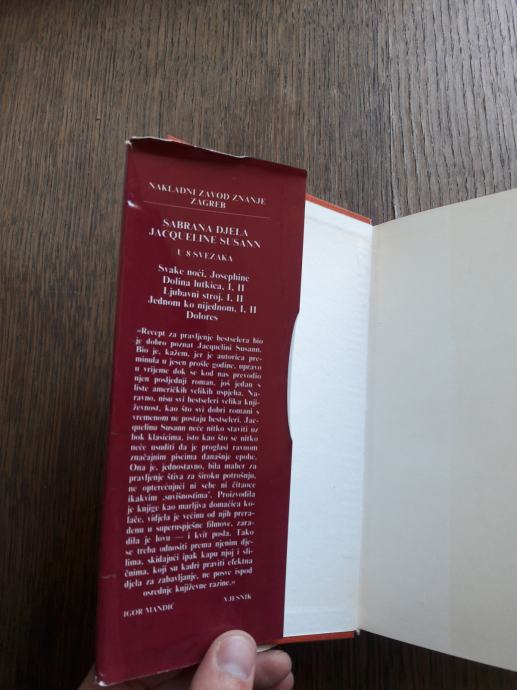 NAKLADNI ZAVOD ZNANJE
ZAGREB
SABRANA DJELA
JACQUELINE SUSANN
U 8 SVEZAKA
Svake noći, Josephine
Dolina lutkica, I, II
Ljubavni stroj, I, II
Jednom ko nijednom, I, II
Dolores
»Recept za pravljenje bestselera bio
je dobro poznat Jacquelini Susann.
Bio je, kažem, jer je autorica pre-
minula u jesen prošle godine, upravo
u vrijeme dok se kod nas prevodio
njen posljednji roman, još jedan s
liste američkih velikih uspjeha. Na-
ravno, nisu svi bestseleri velika knji-
ževnost, kao što svi dobri romani s
vremenom ne postaju bestseleri. Jac-
quelinu Susann neće nitko staviti uz
bok klasicima, isto kao što se nitko
neće usuditi da je proglasi ravnom
značajnim piscima današnje epohe.
Ona je, jednostavno, bila maher za
pravljenje štiva za široku potrošnju,
ne opterećujući ni sebe ni čitaoce
ikakvim „suvišnostima”. Proizvodila
je knjige kao marljiva domaćica ko-
lače, vidjela je većinu od njih prera-
đenu u superuspješne filmove, zara-
dila je lovu — i kvit posla. Tako
se treba odnositi prema njenim dje-
lima, skidajući ipak kapu njoj i sli-
čnima, koji su kadri praviti efektna
djela za zabavljanje, ne posve ispod
osrednje književne razine.«
IGOR MANDIĆ VJESNIK